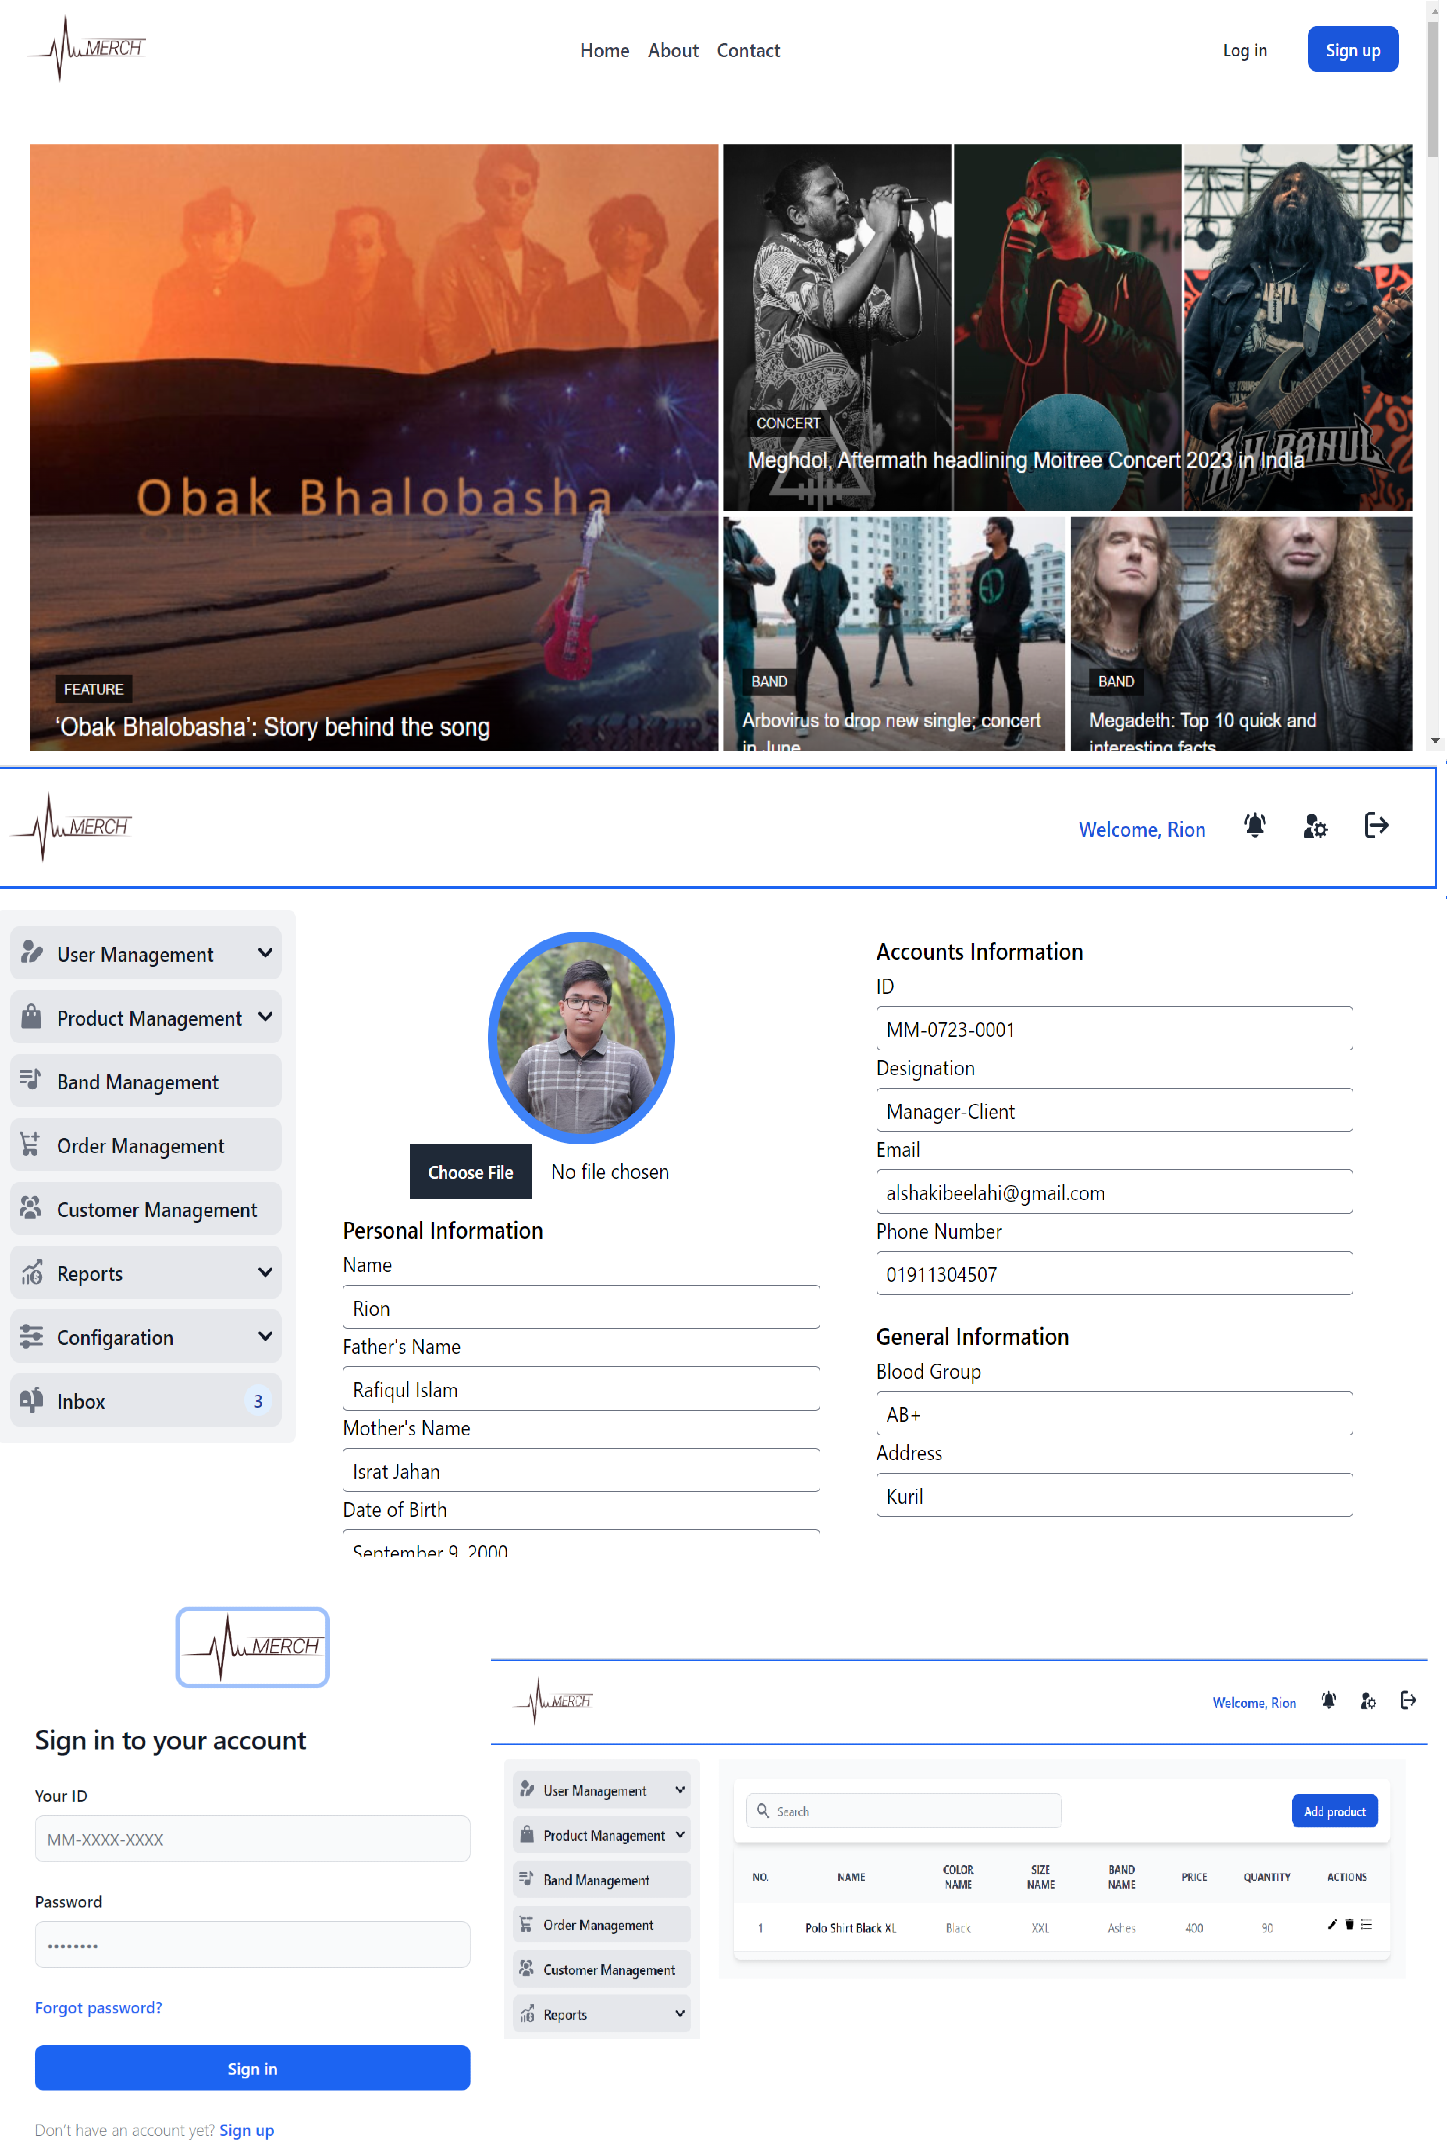 MERCH
Home About Contact
Log in
Sign up
Obak Bhalobasha
FEATURE
‘Obak Bhalobasha’: Story behind the song
CONCERT
Meghdol, Aftermath headlining Moitree Concert 2023 in India
AK RAHUL
BAND
Arbovirus to drop new single; concert
in June
BAND
Megadeth: Top 10 quick and
interesting facts
MERCH
Welcome, Rion
User Management
Product Management
Band Management
Order Management
Customer Management
Reports
Configaration
Inbox 3
Choose File No file chosen
Personal Information
Name
Rion
Father's Name
Rafiqul Islam
Mother's Name
Israt Jahan
Date of Birth
September 9, 2000
Accounts Information
ID
MM-0723-0001
Designation
Manager-Client
Email
alshakibeelahi@gmail.com
Phone Number
01911304507
General Information
Blood Group
AB+
Address
Kuril
MERCH
Sign in to your account
Your ID
MM-XXXX-XXXX
Password
••••••••
Forgot password?
Sign in
Don't have an account yet? Sign up
MERCH
Welcome, Rion
User Management
Product Management
Band Management
Order Management
Customer Management
Reports
Search
Add product
NO. NAME COLOR NAME SIZE NAME BAND NAME PRICE QUANTITY ACTIONS
1 Polo Shirt Black XL Black XXL Ashes 400 90